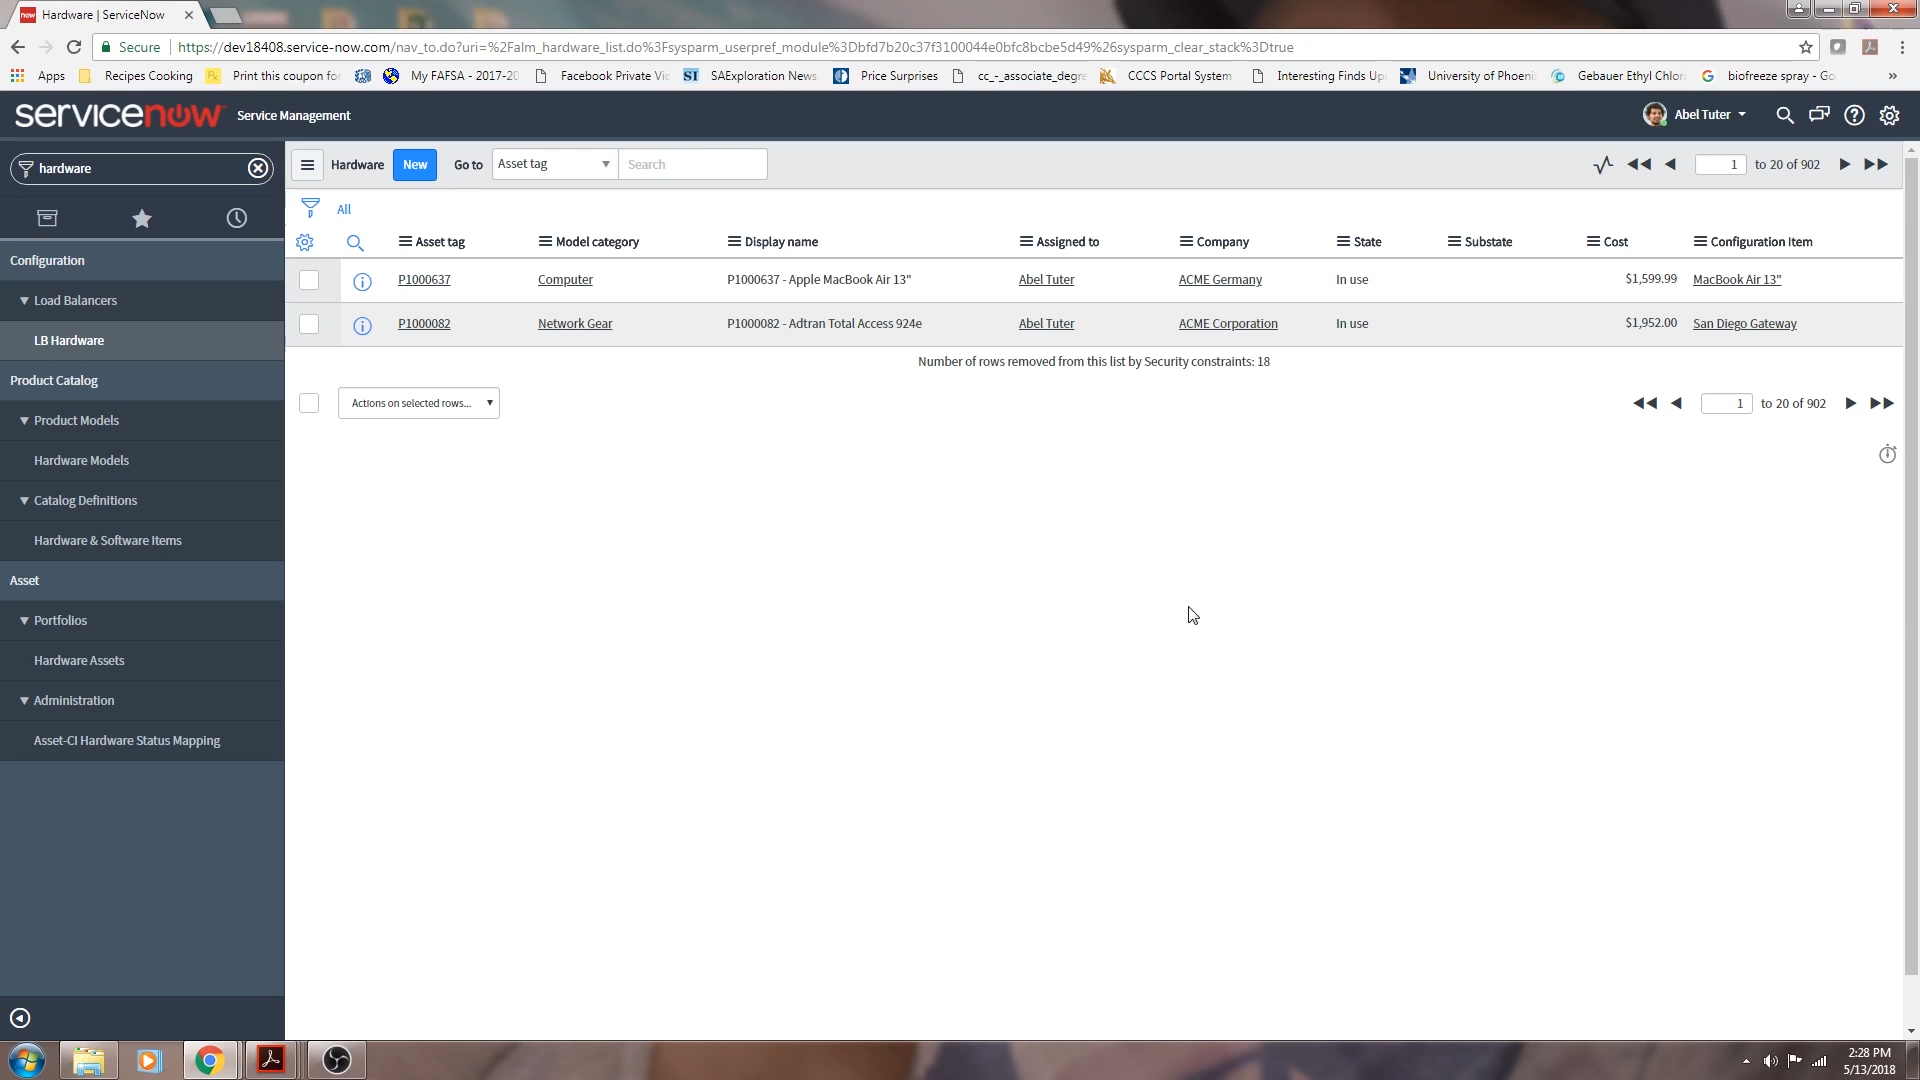 Hardware | ServiceNow
Secure
https://dev18408.service-now.com/nav_to.do?uri=%2Falm_hardware_list.do%3Fsysparm_userpref_module%3Dbfd7b20c37f3100044e0bfc8bcbe5d49%26sysparm_clear_stack%3Dtrue
Apps Recipes Cooking Print this coupon for My FAFSA - 2017-20 Facebook Private Vic SAExploration News Price Surprises cc_-_associate_degre CCCS Portal System Interesting Finds Up University of Phoeni Gebauer Ethyl Chlori biofreeze spray - Go
servicenow Service Management
Abel Tuter
hardware
Configuration
Load Balancers
LB Hardware
Product Catalog
Product Models
Hardware Models
Catalog Definitions
Hardware & Software Items
Asset
Portfolios
Hardware Assets
Administration
Asset-CI Hardware Status Mapping
Hardware New Go to Asset tag Search 1 to 20 of 902
All
Asset tag Model category Display name Assigned to Company State Substate Cost Configuration Item
P1000637 Computer P1000637 - Apple MacBook Air 13" Abel Tuter ACME Germany In use $1,599.99 MacBook Air 13"
P1000082 Network Gear P1000082 - Adtran Total Access 924e Abel Tuter ACME Corporation In use $1,952.00 San Diego Gateway
Number of rows removed from this list by Security constraints: 18
Actions on selected rows... 1 to 20 of 902
2:28 PM
5/13/2018